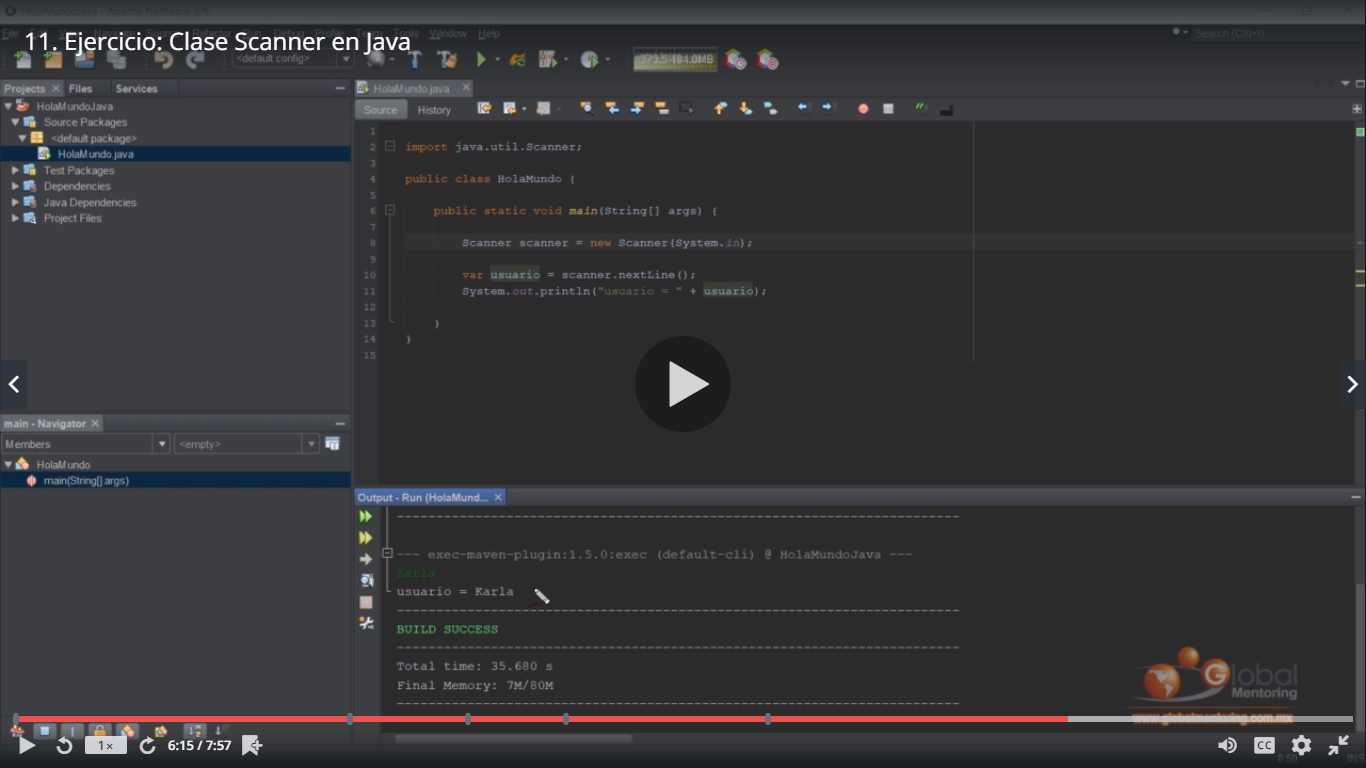 HolaMundoJava - Apache NetBeans IDE
11. Ejercicio: Clase Scanner en Java
File
Window Help
Search (Ctrl+I)
<default config>
373.5/484.0MB
Projects Files Services
HolaMundo.java
Source History
HolaMundoJava
Source Packages
<default package>
HolaMundo.java
Test Packages
Dependencies
Java Dependencies
Project Files
1
2 import java.util.Scanner;
3
4 public class HolaMundo {
5
6 public static void main(String[] args) {
7
8 Scanner scanner = new Scanner(System.in);
9
10 var usuario = scanner.nextLine();
11 System.out.println("usuario = " + usuario);
12
13 }
14 }
15
main - Navigator
Members <empty>
HolaMundo
main(String[] args)
Output - Run (HolaMund...
--- exec-maven-plugin:1.5.0:exec (default-cli) @ HolaMundoJava ---
Karla
usuario = Karla
BUILD SUCCESS
Total time: 35.680 s
Final Memory: 7M/80M
Global
Mentoring
www.globalmentoring.com.mx
1x 6:15 / 7:57
CC
8:50 INS